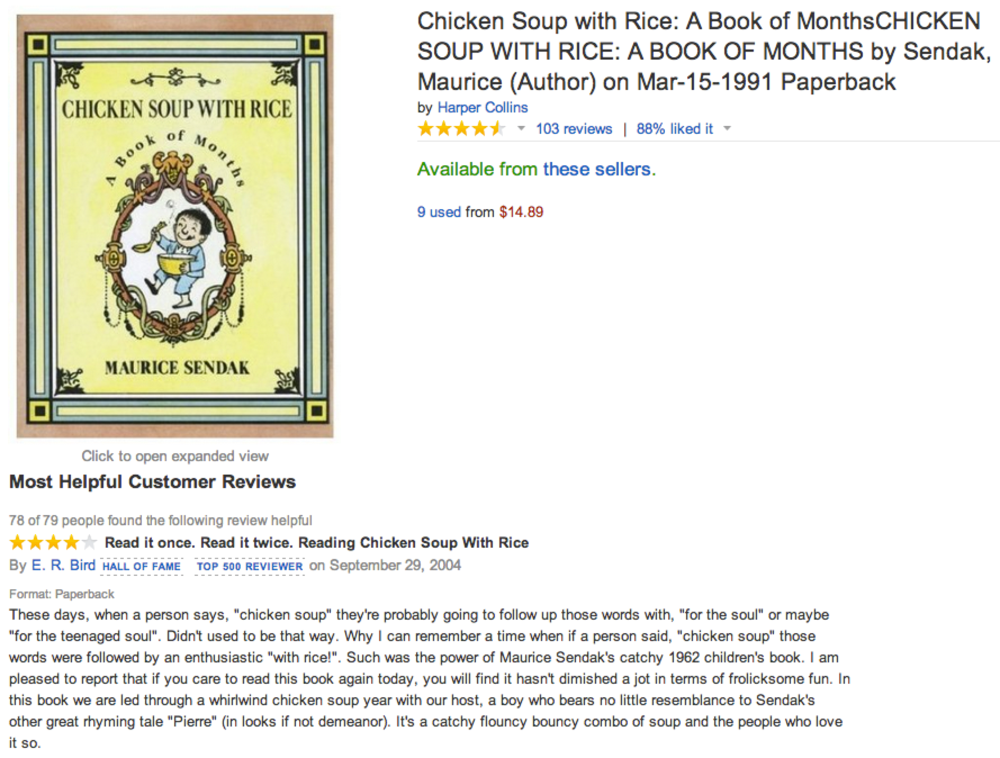 CHICKEN SOUP WITH RICE
A Book of Months
MAURICE SENDAK
Click to open expanded view
Chicken Soup with Rice: A Book of MonthsCHICKEN
SOUP WITH RICE: A BOOK OF MONTHS by Sendak,
Maurice (Author) on Mar-15-1991 Paperback
by Harper Collins
103 reviews | 88% liked it
Available from these sellers.
9 used from $14.89
Most Helpful Customer Reviews
78 of 79 people found the following review helpful
Read it once. Read it twice. Reading Chicken Soup With Rice
By E. R. Bird HALL OF FAME TOP 500 REVIEWER on September 29, 2004
Format: Paperback
These days, when a person says, "chicken soup" they're probably going to follow up those words with, "for the soul" or maybe
"for the teenaged soul". Didn't used to be that way. Why I can remember a time when if a person said, "chicken soup" those
words were followed by an enthusiastic "with rice!". Such was the power of Maurice Sendak's catchy 1962 children's book. I am
pleased to report that if you care to read this book again today, you will find it hasn't dimished a jot in terms of frolicksome fun. In
this book we are led through a whirlwind chicken soup year with our host, a boy who bears no little resemblance to Sendak's
other great rhyming tale "Pierre" (in looks if not demeanor). It's a catchy flouncy bouncy combo of soup and the people who love
it so.